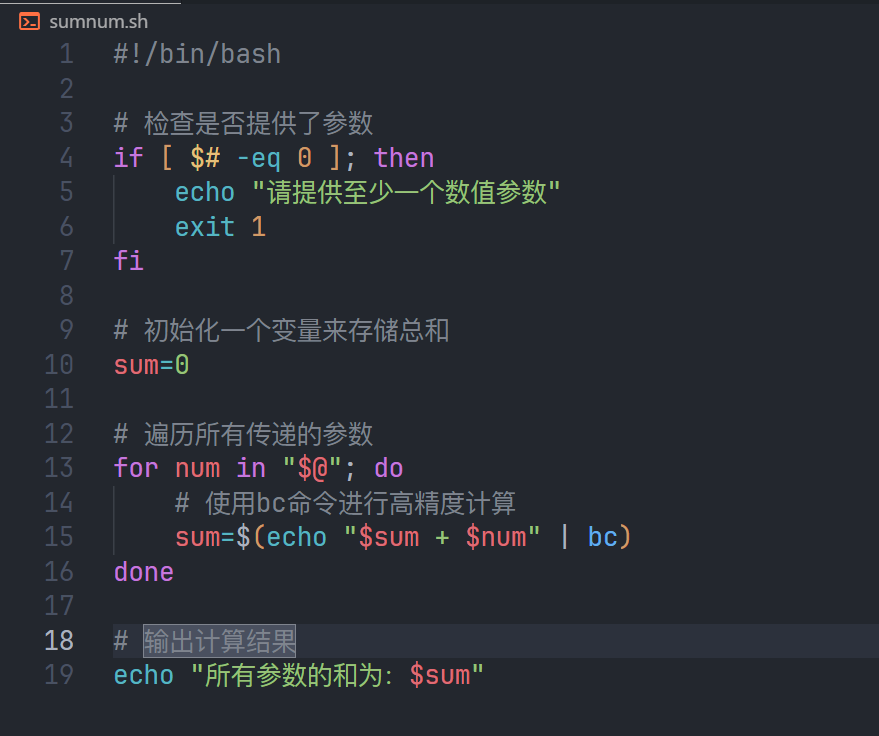 sumnum.sh
1 #!/bin/bash
2
3 # 检查是否提供了参数
4 if [ $# -eq 0 ]; then
5     echo "请提供至少一个数值参数"
6     exit 1
7 fi
8
9 # 初始化一个变量来存储总和
10 sum=0
11
12 # 遍历所有传递的参数
13 for num in "$@"; do
14     # 使用bc命令进行高精度计算
15     sum=$(echo "$sum + $num" | bc)
16 done
17
18 # 输出计算结果
19 echo "所有参数的和为: $sum"